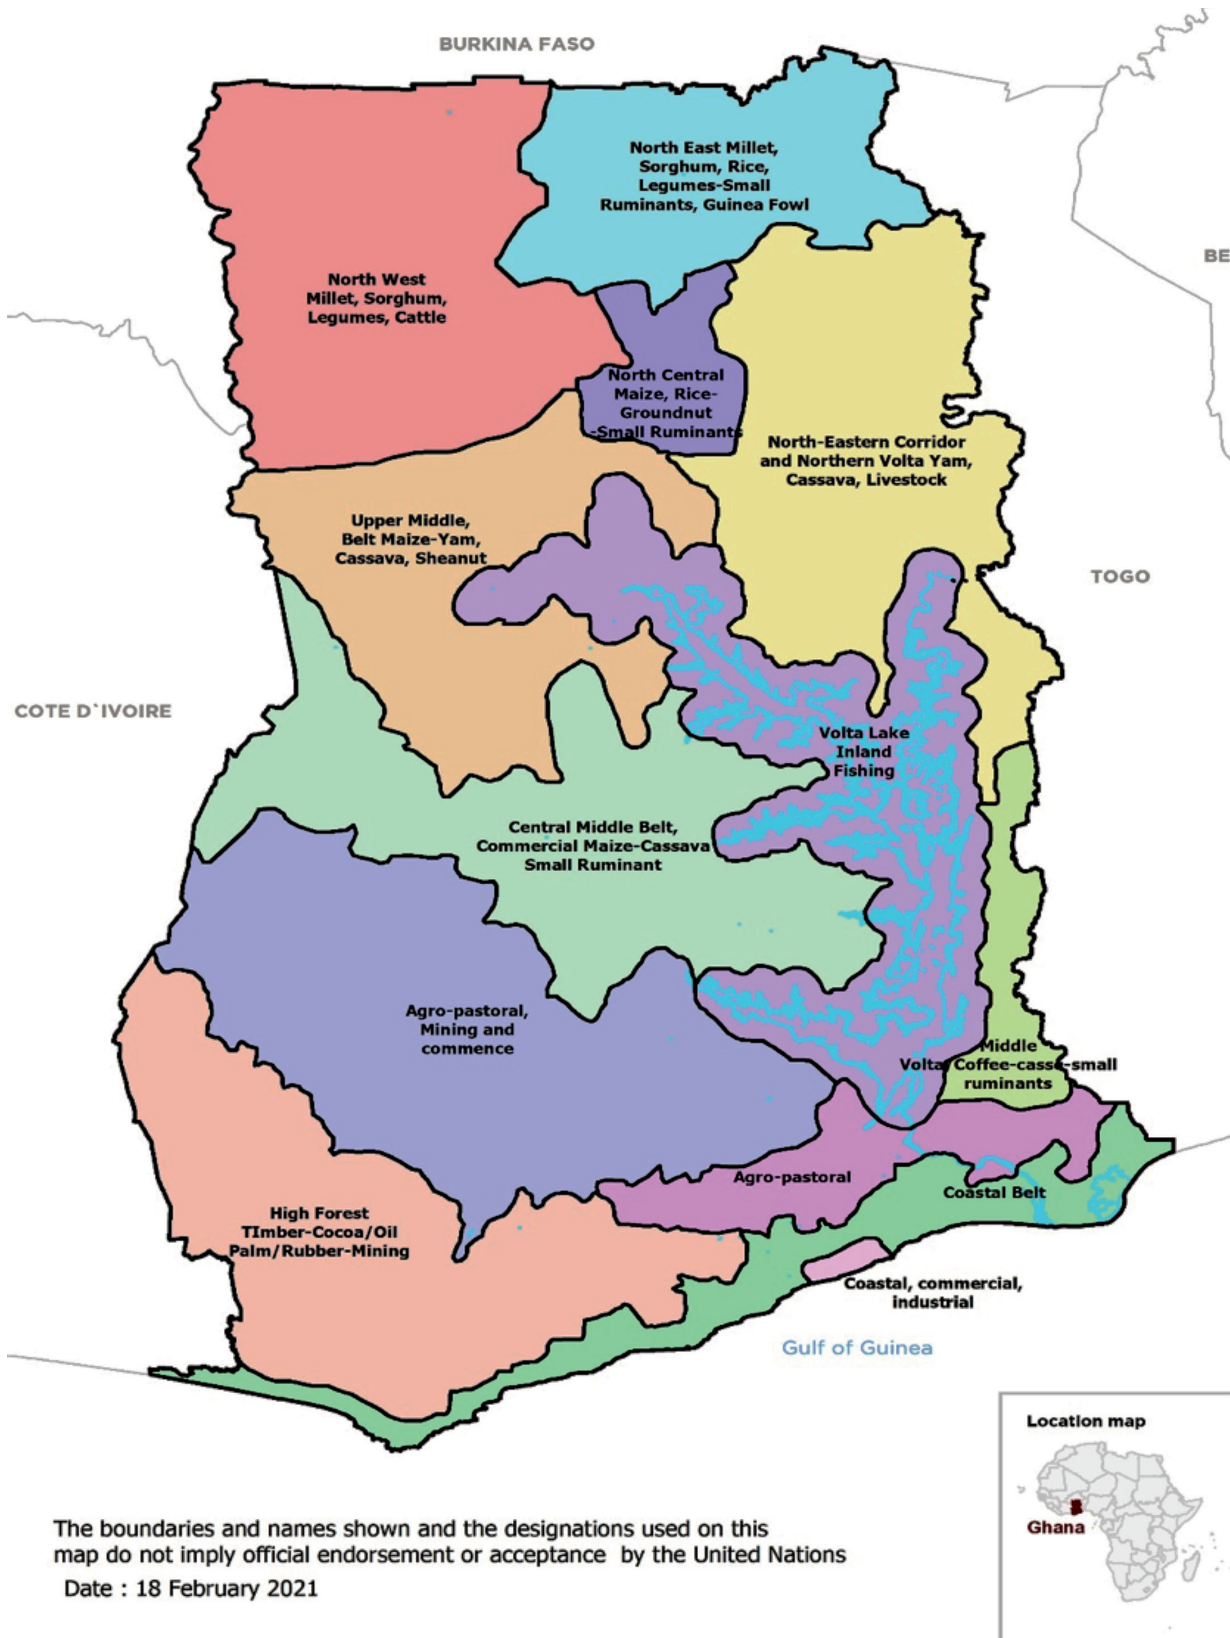 BURKINA FASO
North East Millet,
Sorghum, Rice,
Legumes-Small
Ruminants, Guinea Fowl
BE
North West
Millet, Sorghum,
Legumes, Cattle
North Central
Maize, Rice-
Groundnut
-Small Ruminants
North-Eastern Corridor
and Northern Volta Yam,
Cassava, Livestock
Upper Middle,
Belt Maize-Yam,
Cassava, Sheanut
TOGO
COTE D`IVOIRE
Volta Lake
Inland
Fishing
Central Middle Belt,
Commercial Maize-Cassava
Small Ruminant
Agro-pastoral,
Mining and
commence
Middle
Volta Coffee-cass-small
ruminants
Agro-pastoral
Coastal Belt
High Forest
TImber-Cocoa/Oil
Palm/Rubber-Mining
Coastal, commercial,
industrial
Gulf of Guinea
Location map
Ghana
The boundaries and names shown and the designations used on this
map do not imply official endorsement or acceptance by the United Nations
Date : 18 February 2021